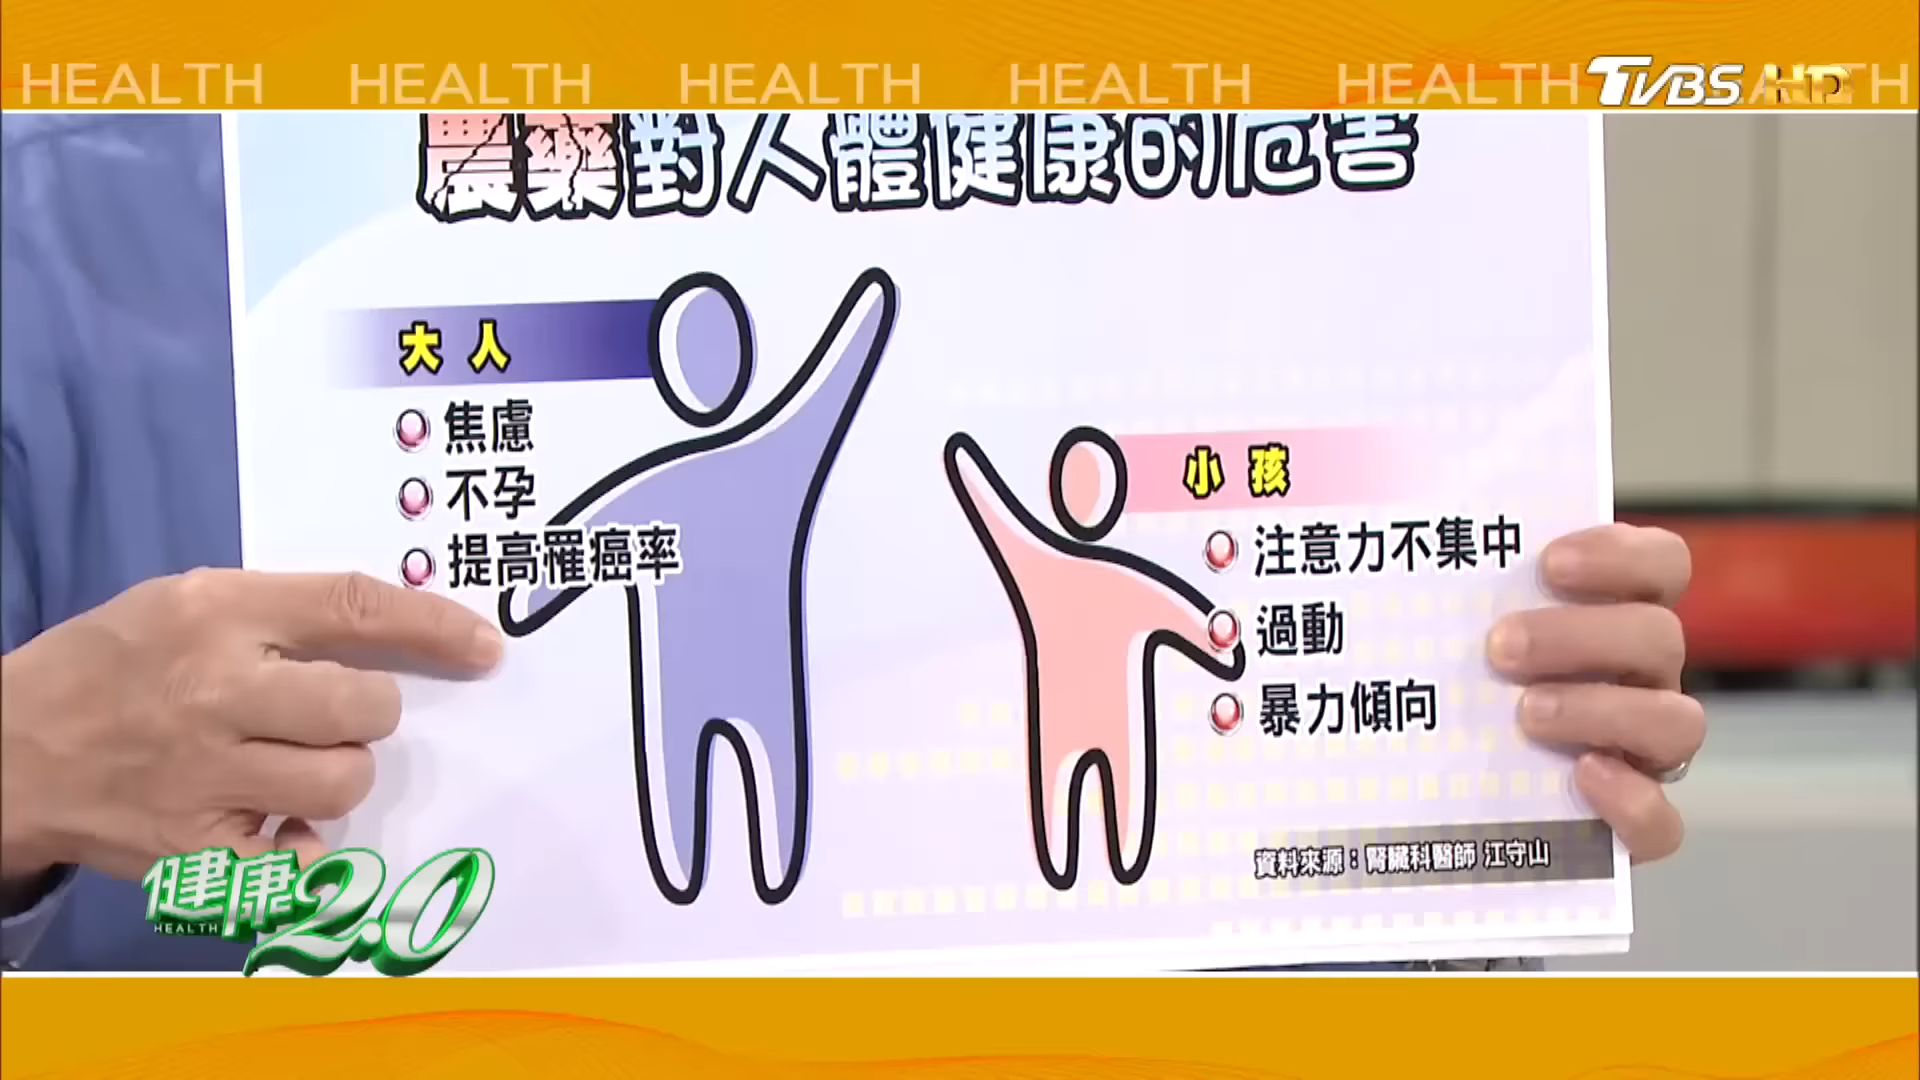 HEALTH HEALTH HEALTH HEALTH HEALTH HEALTH
TVBS HD
農藥對人體健康的危害
大人
焦慮
不孕
提高罹癌率
小孩
注意力不集中
過動
暴力傾向
資料來源：腎臟科醫師 江守山
健康2.0
HEALTH